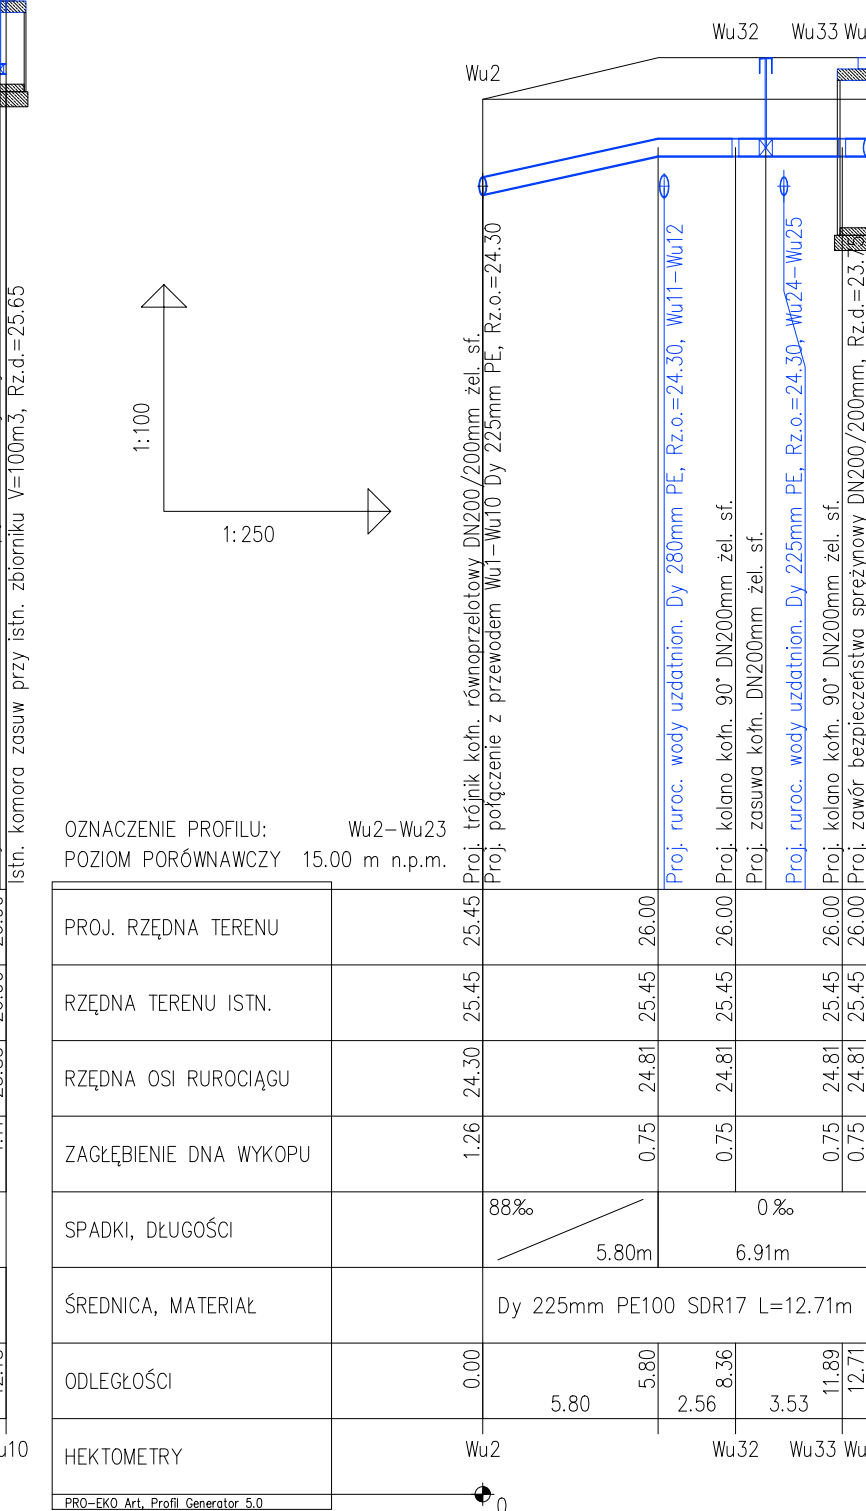 Wu32
Wu33
Wu2
Istn. komora zasuw przy istn. zbiorniku V=100m3, Rz.d.=25.65
1:100
1:250
Proj. trójnik kołn. równoprzelotowy DN200/200mm żel. sf.
Proj. połączenie z przewodem Wu1-Wu10 Dy 225mm PE, Rz.o.=24.30
Proj. ruroc. wody uzdatnion. Dy 280mm PE, Rz.o.=24.30, Wu11-Wu12
Proj. kolano kołn. 90° DN200mm żel. sf.
Proj. zasuwa kołn. DN200mm żel. sf.
Proj. ruroc. wody uzdatnion. Dy 225mm PE, Rz.o.=24.30, Wu24-Wu25
Proj. kolano kołn. 90° DN200mm żel. sf.
Proj. zawór bezpieczeństwa sprężynowy DN200/200mm, Rz.d.=23.75
OZNACZENIE PROFILU: Wu2-Wu23
POZIOM PORÓWNAWCZY 15.00 m n.p.m.
PROJ. RZĘDNA TERENU 25.45 26.00 26.00 26.00 26.00
RZĘDNA TERENU ISTN. 25.45 25.45 25.45 25.45 25.45
RZĘDNA OSI RUROCIĄGU 24.30 24.81 24.81 24.81 24.81
ZAGŁĘBIENIE DNA WYKOPU 1.26 0.75 0.75 0.75 0.75
SPADKI, DŁUGOŚCI 88‰ 5.80m 0‰ 6.91m
ŚREDNICA, MATERIAŁ Dy 225mm PE100 SDR17 L=12.71m
ODLEGŁOŚCI 0.00 5.80 5.80 2.56 8.36 3.53 11.89 12.71
Wu2 Wu32 Wu33
HEKTOMETRY
0
PRO-EKO Art, Profil Generator 5.0